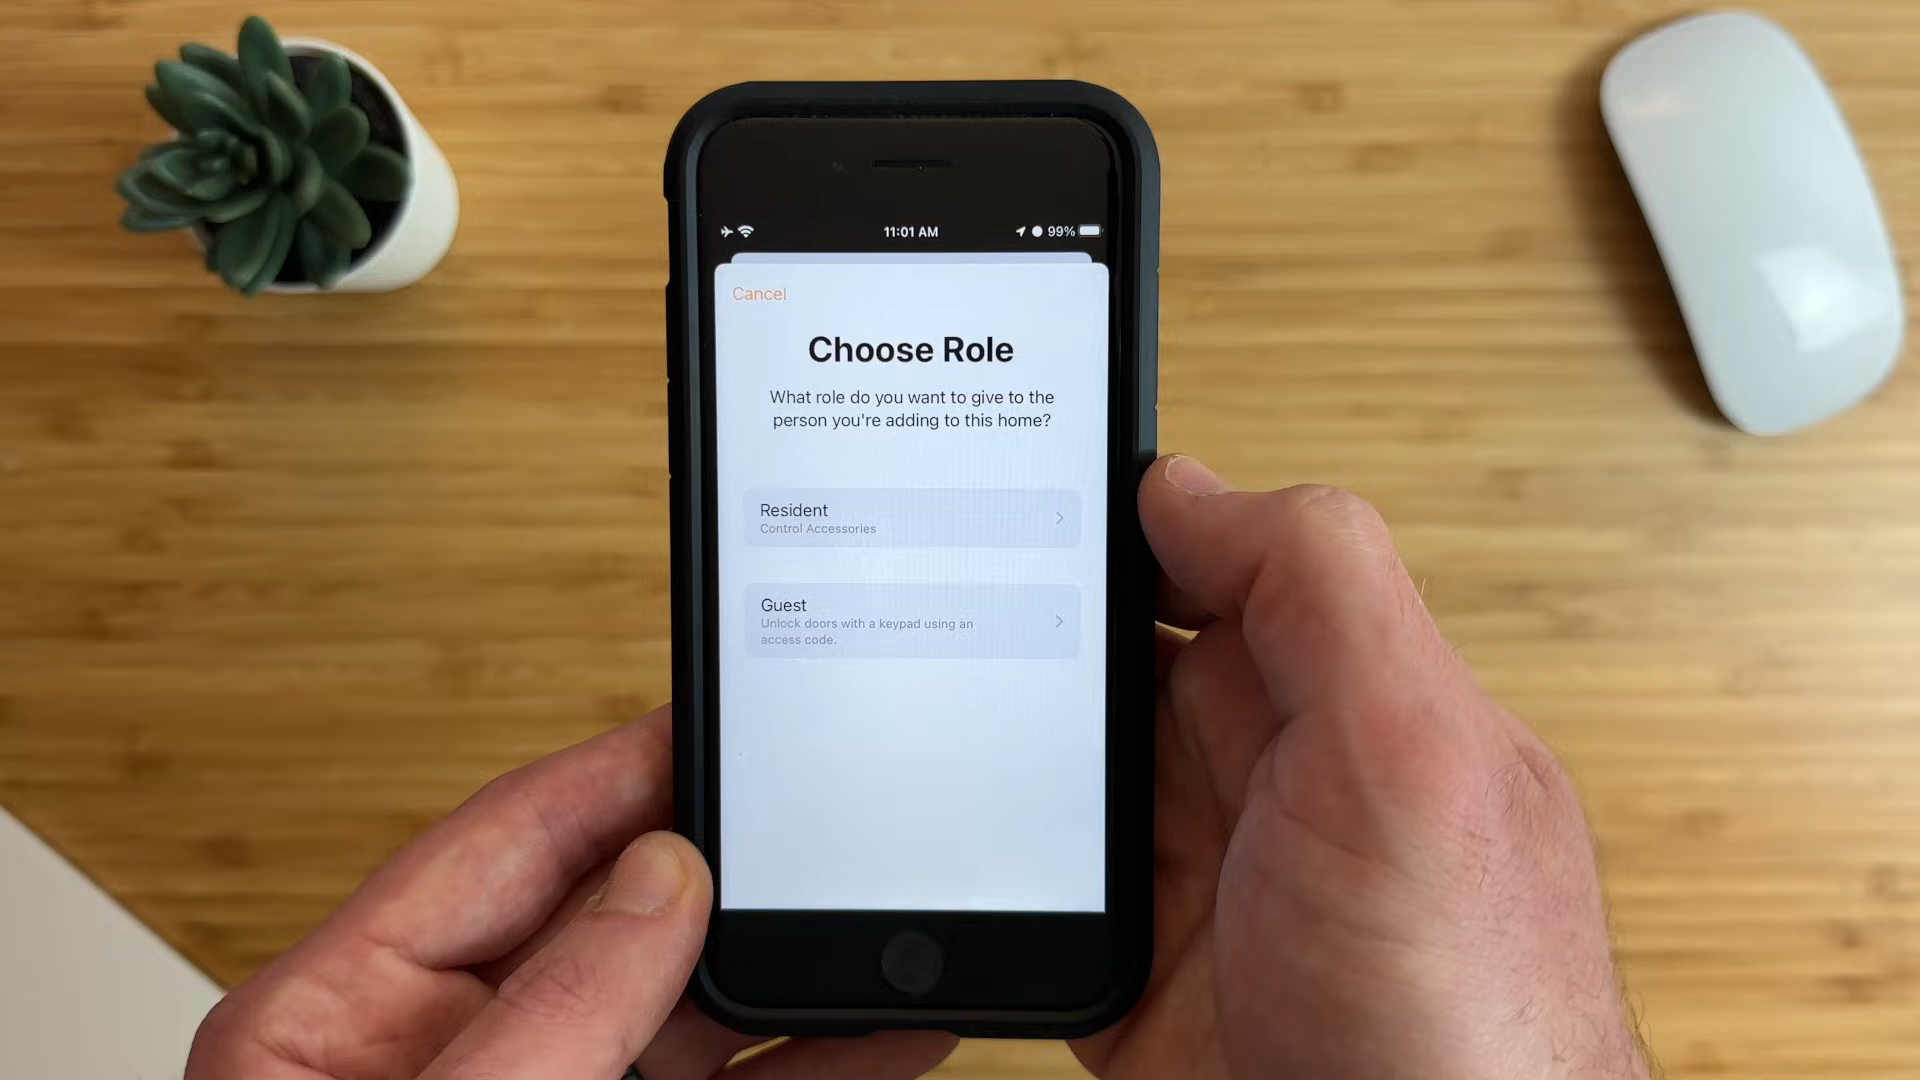 11:01 AM
99%
Cancel
Choose Role
What role do you want to give to the
person you're adding to this home?
Resident
Control Accessories
Guest
Unlock doors with a keypad using an
access code.